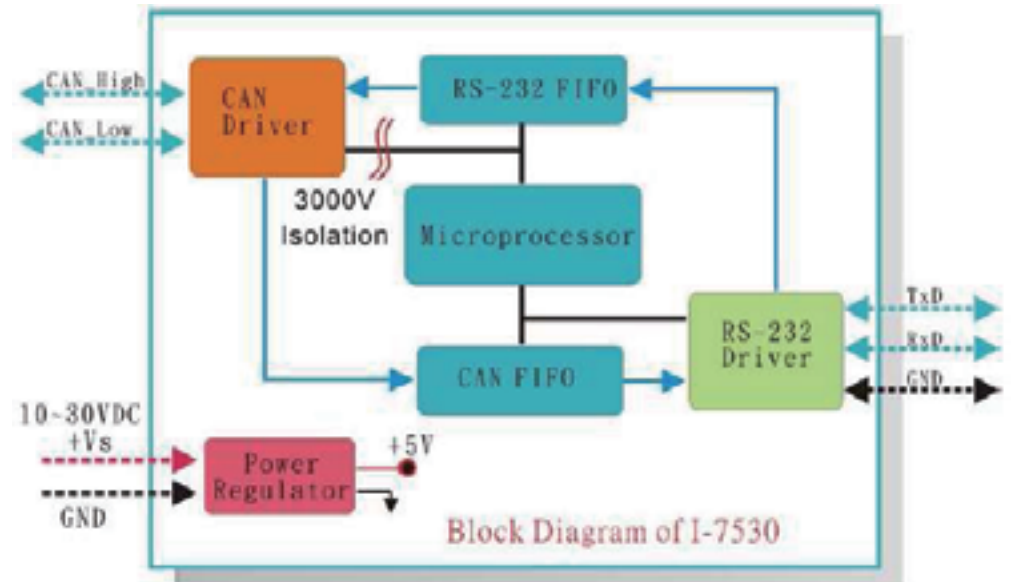 CAN_High
CAN_Low
CAN
Driver
RS-232 FIFO
3000V
Isolation
Microprocessor
TxD
RxD
GND
RS-232
Driver
CAN FIFO
10~30VDC
+Vs
GND
Power
Regulator
+5V
Block Diagram of I-7530